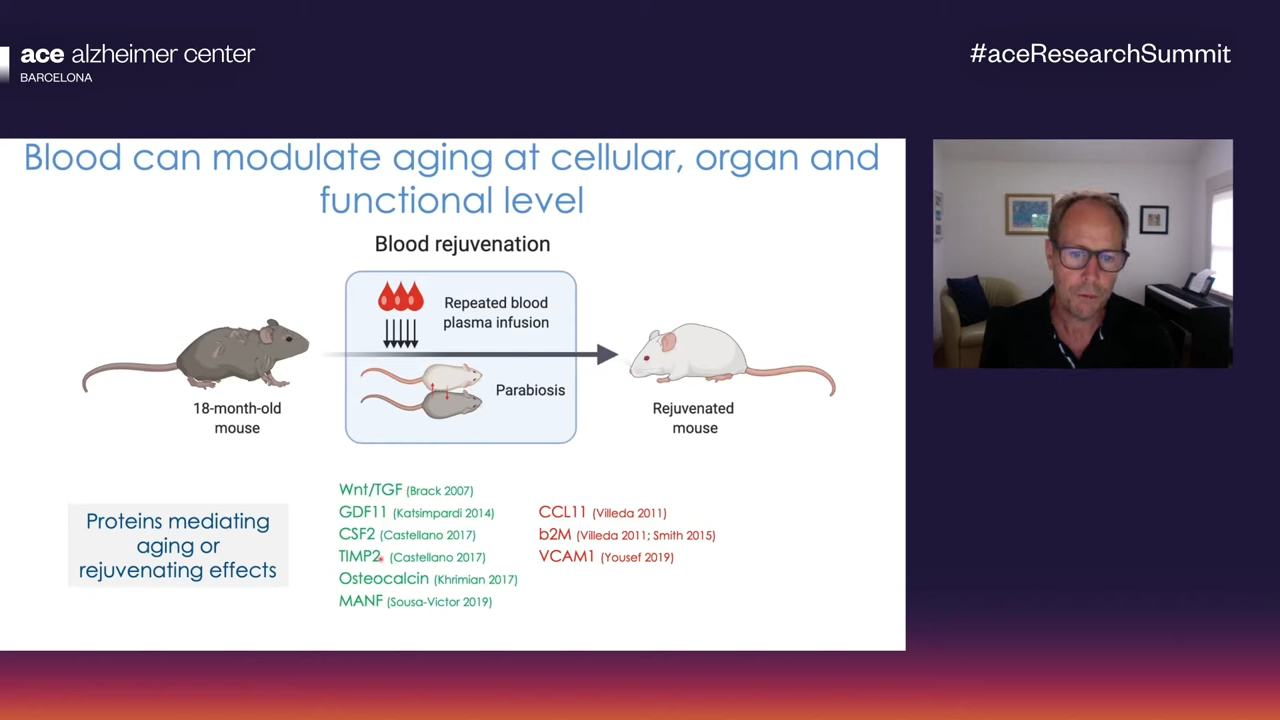 ace alzheimer center
BARCELONA
#aceResearchSummit
Blood can modulate aging at cellular, organ and
functional level
Blood rejuvenation
Repeated blood
plasma infusion
Parabiosis
18-month-old
mouse
Rejuvenated
mouse
Proteins mediating
aging or
rejuvenating effects
Wnt/TGF (Brack 2007)
GDF11 (Katsimpardi 2014)
CSF2 (Castellano 2017)
TIMP2 (Castellano 2017)
Osteocalcin (Khrimian 2017)
MANF (Sousa-Victor 2019)
CCL11 (Villeda 2011)
b2M (Villeda 2011; Smith 2015)
VCAM1 (Yousef 2019)